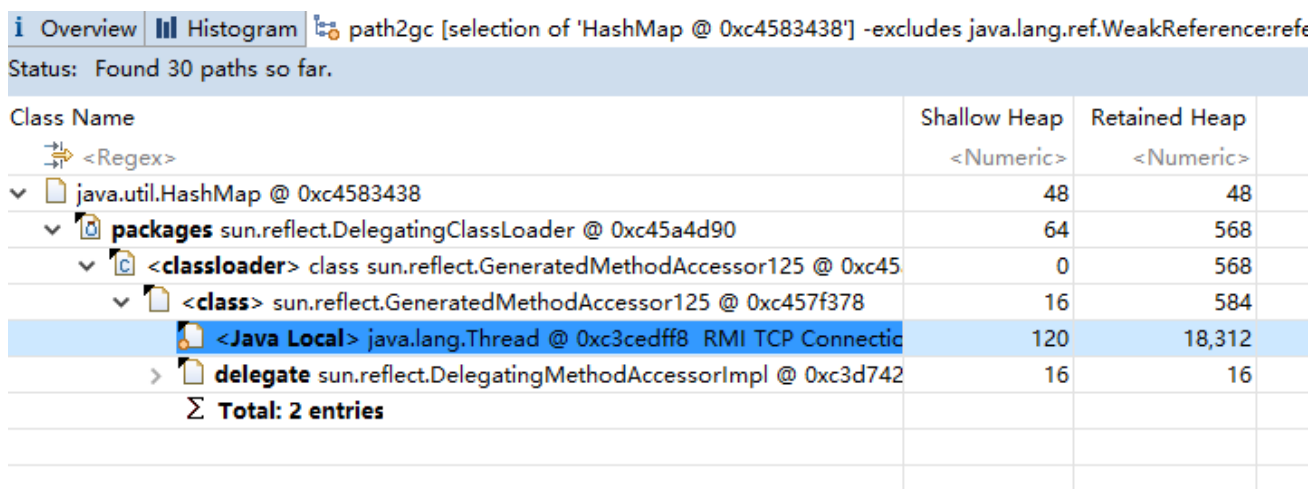 i Overview Histogram path2gc [selection of 'HashMap @ 0xc4583438'] -excludes java.lang.ref.WeakReference:refe
Status: Found 30 paths so far.
Class Name Shallow Heap Retained Heap
<Regex> <Numeric> <Numeric>
java.util.HashMap @ 0xc4583438 48 48
packages sun.reflect.DelegatingClassLoader @ 0xc45a4d90 64 568
<classloader> class sun.reflect.GeneratedMethodAccessor125 @ 0xc45 0 568
<class> sun.reflect.GeneratedMethodAccessor125 @ 0xc457f378 16 584
<Java Local> java.lang.Thread @ 0xc3cedff8 RMI TCP Connectic 120 18,312
delegate sun.reflect.DelegatingMethodAccessorImpl @ 0xc3d742 16 16
Σ Total: 2 entries